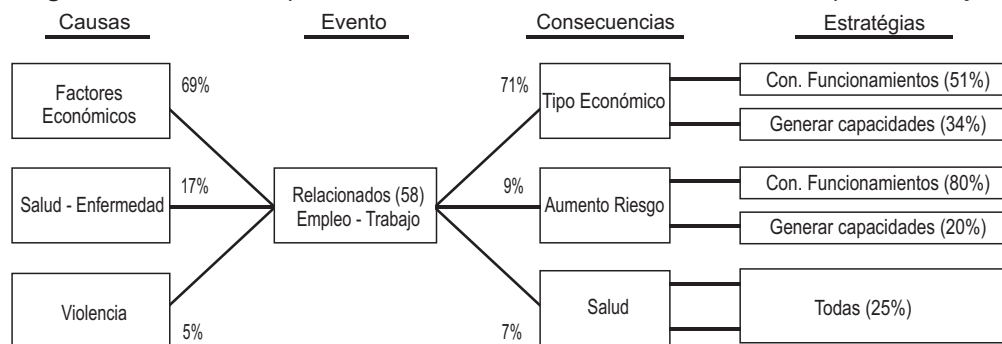 Causas Evento Consecuencias Estratégias
69% 71%
Factores
Económicos
Tipo Económico
Con. Funcionamientos (51%)
Generar capacidades (34%)
17% 9%
Salud - Enfermedad
Relacionados (58)
Empleo - Trabajo
Aumento Riesgo
Con. Funcionamientos (80%)
Generar capacidades (20%)
Violencia
5% 7%
Salud
Todas (25%)